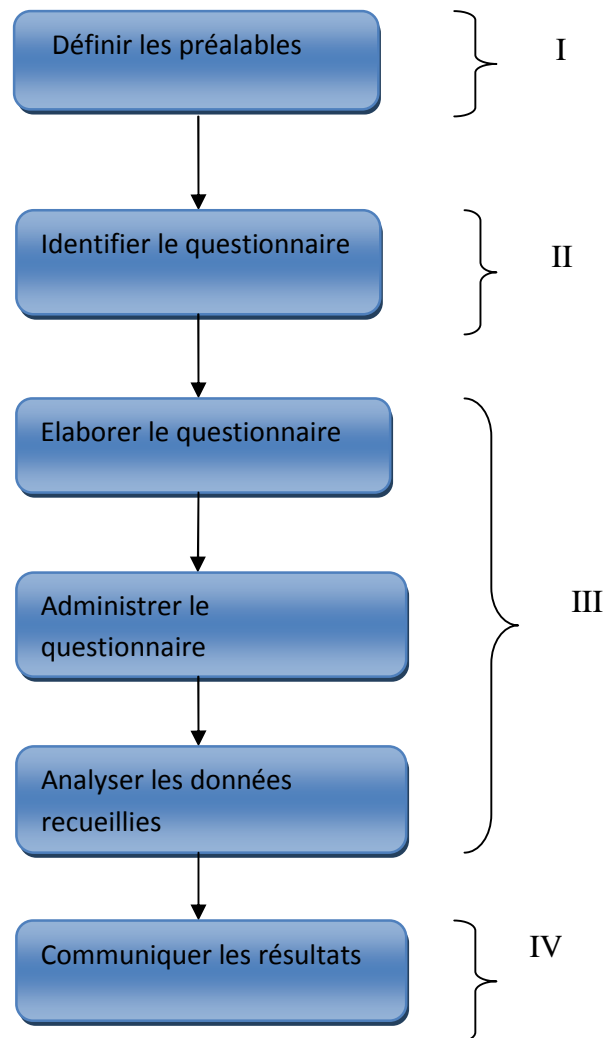 Définir les préalables
I
Identifier le questionnaire
II
Elaborer le questionnaire
Administrer le
questionnaire
III
Analyser les données
recueillies
Communiquer les résultats
IV